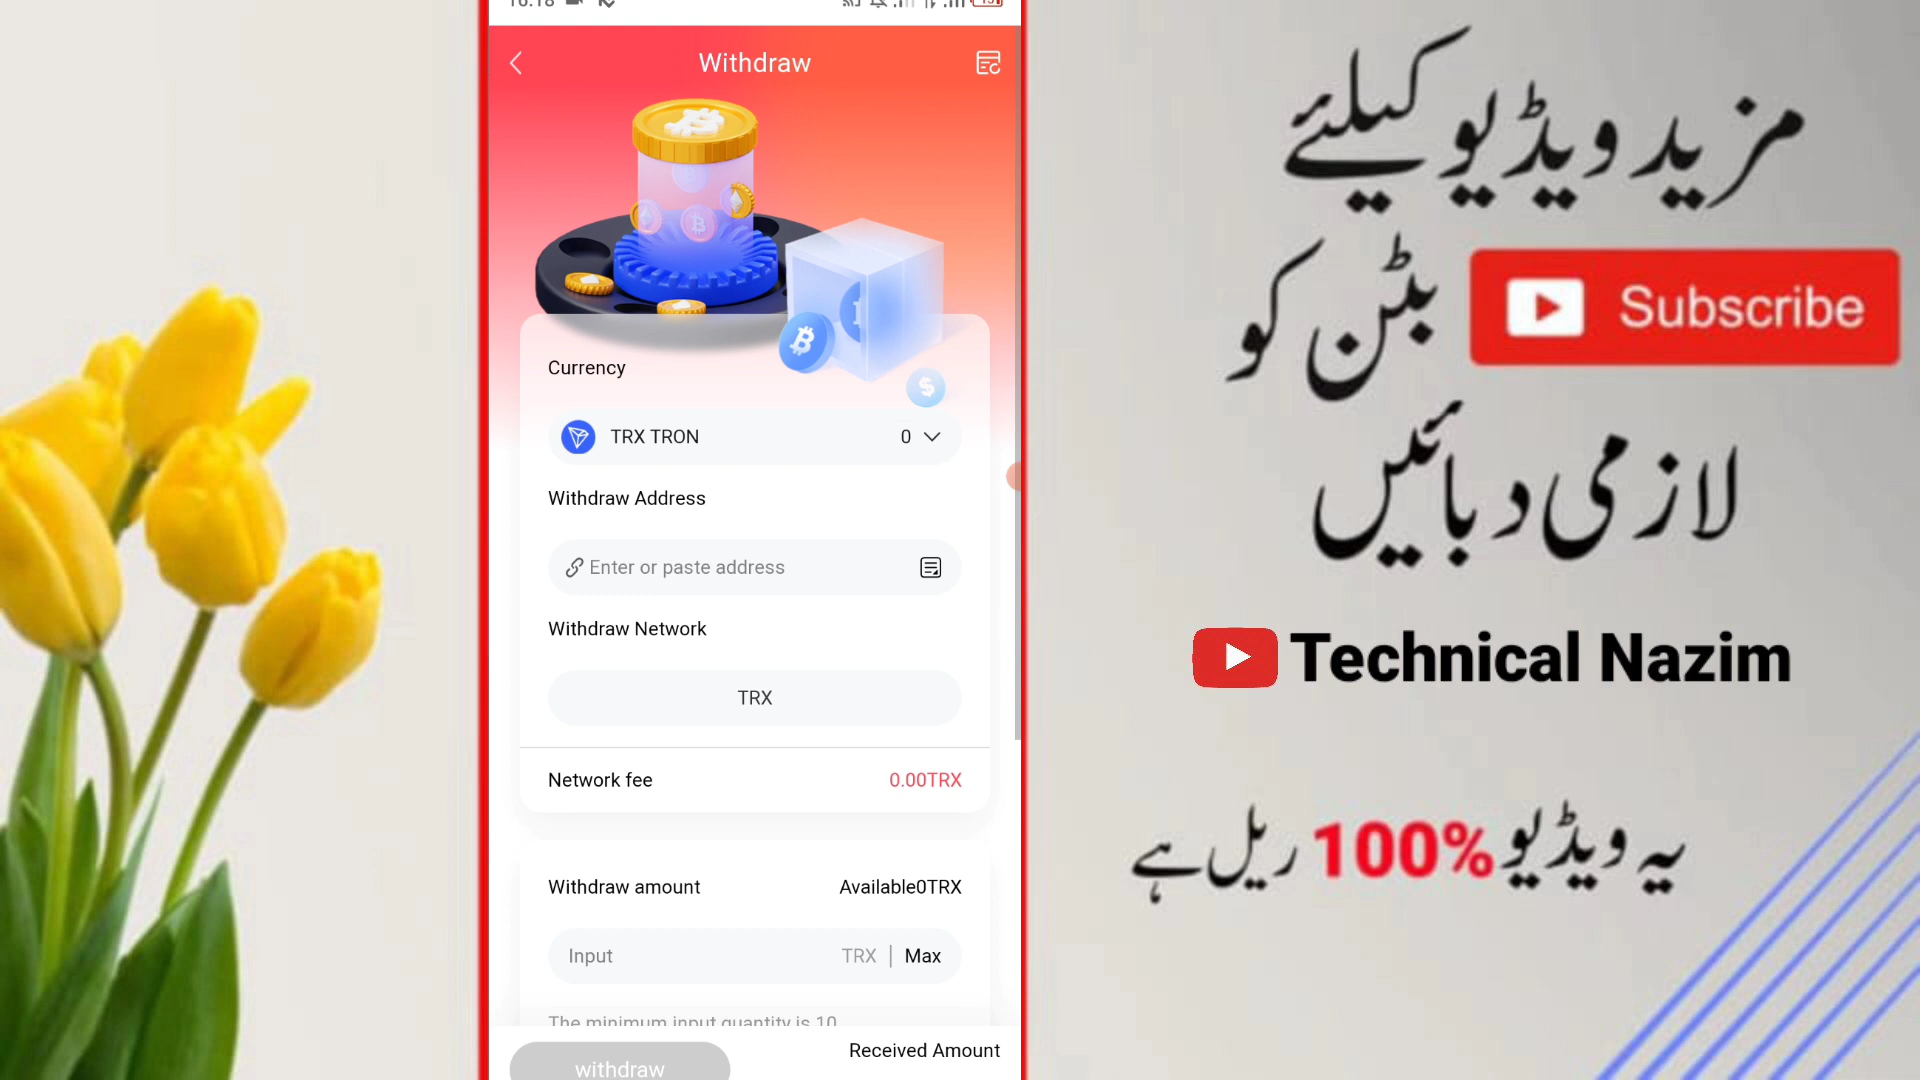 16:18
Withdraw
Currency
TRX TRON 0
Withdraw Address
Enter or paste address
Withdraw Network
TRX
Network fee 0.00TRX
Withdraw amount Available0TRX
Input TRX | Max
The minimum input quantity is 10
Received Amount
withdraw
مزید ویڈیو کیلئے
Subscribe بٹن کو
لازمی دبائیں
Technical Nazim
یہ ویڈیو 100% ریل ہے